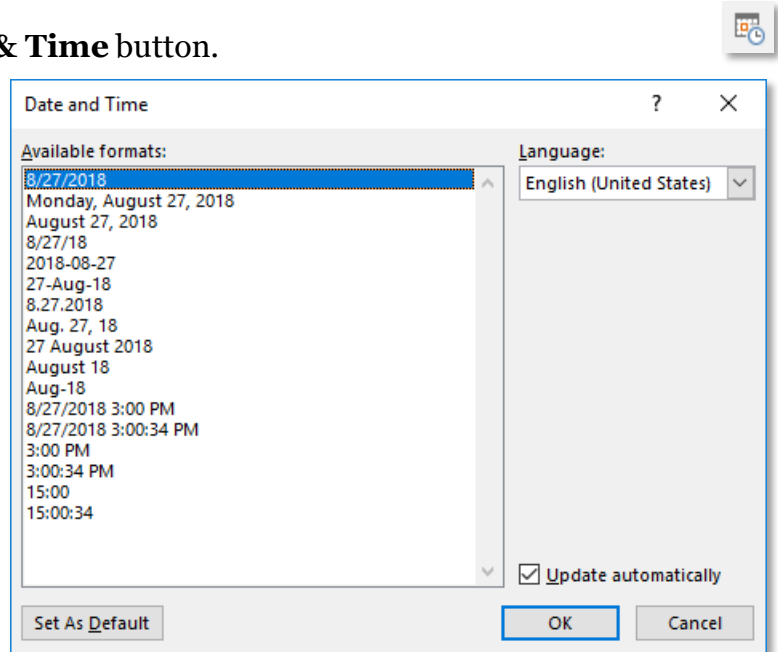 & Time button.
Date and Time
?
Available formats:
Language:
8/27/2018
English (United States)
Monday, August 27, 2018
August 27, 2018
8/27/18
2018-08-27
27-Aug-18
8.27.2018
Aug. 27, 18
27 August 2018
August 18
Aug-18
8/27/2018 3:00 PM
8/27/2018 3:00:34 PM
3:00 PM
3:00:34 PM
15:00
15:00:34
Update automatically
Set As Default
OK
Cancel